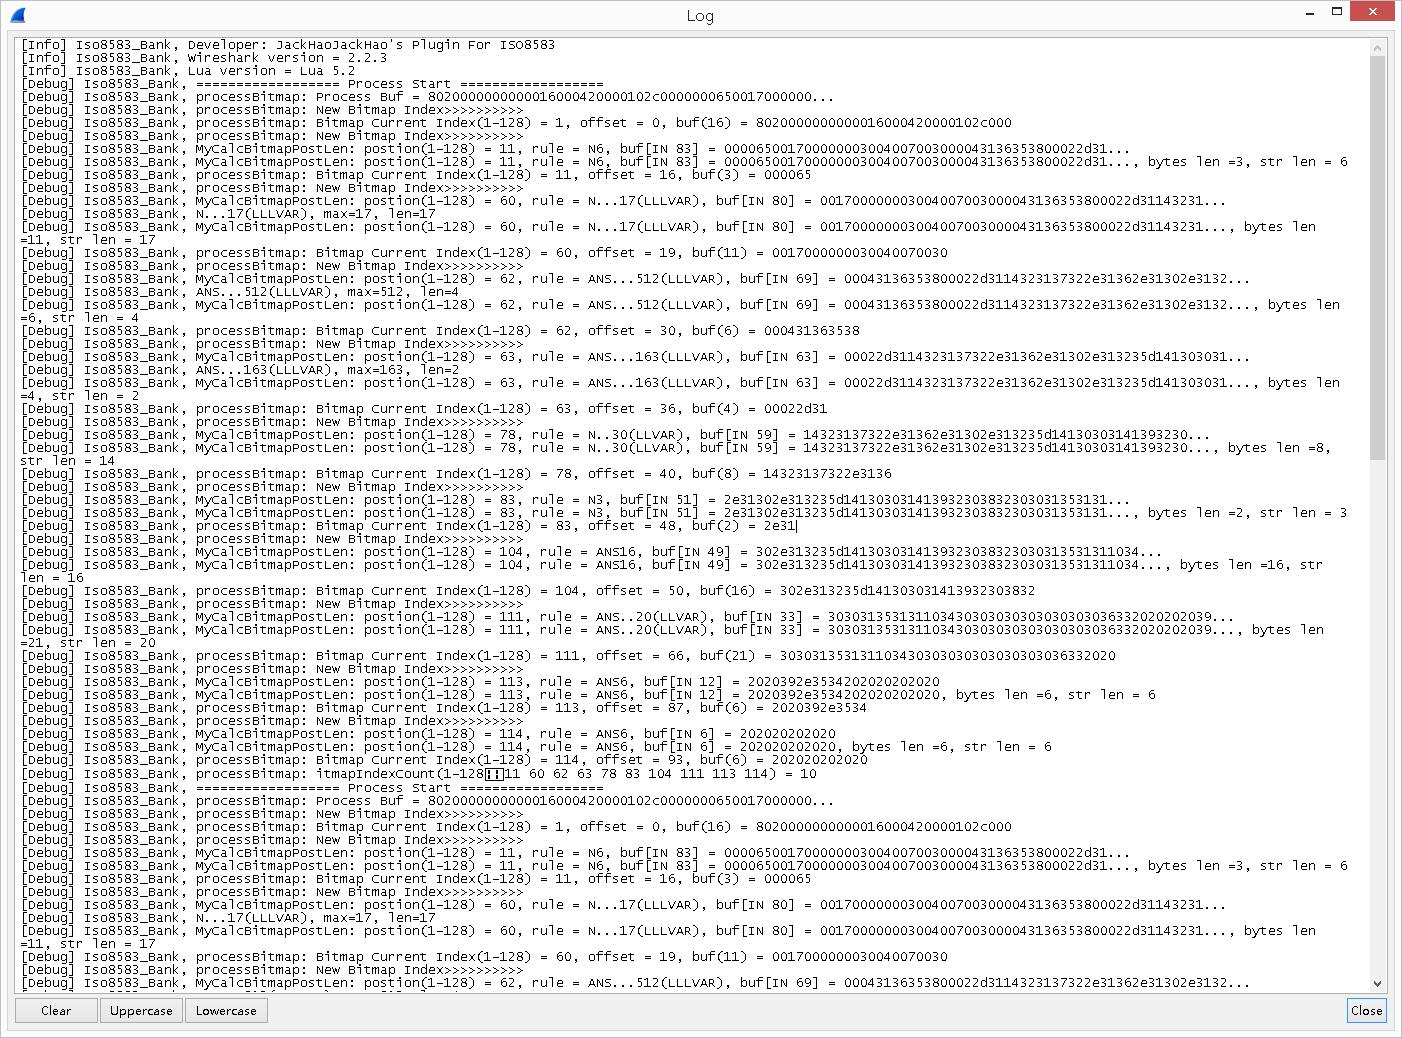 Log
[Info] Iso8583_Bank, Developer: JackHaoJackHao's Plugin For ISO8583
[Info] Iso8583_Bank, Wireshark version = 2.2.3
[Info] Iso8583_Bank, Lua version = Lua 5.2
[Debug] Iso8583_Bank, ================== Process Start ==================
[Debug] Iso8583_Bank, processBitmap: Process Buf = 80200000000000016000420000102c0000000650017000000...
[Debug] Iso8583_Bank, processBitmap: New Bitmap Index>>>>>>>>>>
[Debug] Iso8583_Bank, processBitmap: Bitmap Current Index(1-128) = 1, offset = 0, buf(16) = 80200000000000016000420000102c000
[Debug] Iso8583_Bank, processBitmap: New Bitmap Index>>>>>>>>>>
[Debug] Iso8583_Bank, MyCalcBitmapPostLen: postion(1-128) = 11, rule = N6, buf[IN 83] = 00006500170000000300400700300004313635380002​2d31...
[Debug] Iso8583_Bank, MyCalcBitmapPostLen: postion(1-128) = 11, rule = N6, buf[IN 83] = 000065001700000003004007003000043136353800022d31..., bytes len =3, str len = 6
[Debug] Iso8583_Bank, processBitmap: Bitmap Current Index(1-128) = 11, offset = 16, buf(3) = 000065
[Debug] Iso8583_Bank, processBitmap: New Bitmap Index>>>>>>>>>>
[Debug] Iso8583_Bank, MyCalcBitmapPostLen: postion(1-128) = 60, rule = N...17(LLLVAR), buf[IN 80] = 001700000003004007003000043136353800022d31143231...
[Debug] Iso8583_Bank, N...17(LLLVAR), max=17, len=17
[Debug] Iso8583_Bank, MyCalcBitmapPostLen: postion(1-128) = 60, rule = N...17(LLLVAR), buf[IN 80] = 001700000003004007003000043136353800022d31143231..., bytes len
=11, str len = 17
[Debug] Iso8583_Bank, processBitmap: Bitmap Current Index(1-128) = 60, offset = 19, buf(11) = 0017000000030040070030
[Debug] Iso8583_Bank, processBitmap: New Bitmap Index>>>>>>>>>>
[Debug] Iso8583_Bank, MyCalcBitmapPostLen: postion(1-128) = 62, rule = ANS...512(LLLVAR), buf[IN 69] = 00043136353800022d3114323137322e31362e31302e3132...
[Debug] Iso8583_Bank, ANS...512(LLLVAR), max=512, len=4
[Debug] Iso8583_Bank, MyCalcBitmapPostLen: postion(1-128) = 62, rule = ANS...512(LLLVAR), buf[IN 69] = 00043136353800022d3114323137322e31362e31302e3132..., bytes len
=6, str len = 4
[Debug] Iso8583_Bank, processBitmap: Bitmap Current Index(1-128) = 62, offset = 30, buf(6) = 000431363538
[Debug] Iso8583_Bank, processBitmap: New Bitmap Index>>>>>>>>>>
[Debug] Iso8583_Bank, MyCalcBitmapPostLen: postion(1-128) = 63, rule = ANS...163(LLLVAR), buf[IN 63] = 00022d3114323137322e31362e31302e313235d141303031...
[Debug] Iso8583_Bank, ANS...163(LLLVAR), max=163, len=2
[Debug] Iso8583_Bank, MyCalcBitmapPostLen: postion(1-128) = 63, rule = ANS...163(LLLVAR), buf[IN 63] = 00022d3114323137322e31362e31302e313235d141303031..., bytes len
=4, str len = 2
[Debug] Iso8583_Bank, processBitmap: Bitmap Current Index(1-128) = 63, offset = 36, buf(4) = 00022d31
[Debug] Iso8583_Bank, processBitmap: New Bitmap Index>>>>>>>>>>
[Debug] Iso8583_Bank, MyCalcBitmapPostLen: postion(1-128) = 78, rule = N..30(LLVAR), buf[IN 59] = 14323137322e31362e31302e313235d14130303141393230...
[Debug] Iso8583_Bank, MyCalcBitmapPostLen: postion(1-128) = 78, rule = N..30(LLVAR), buf[IN 59] = 14323137322e31362e31302e313235d14130303141393230..., bytes len =8,
str len = 14
[Debug] Iso8583_Bank, processBitmap: Bitmap Current Index(1-128) = 78, offset = 40, buf(8) = 14323137322e3136
[Debug] Iso8583_Bank, processBitmap: New Bitmap Index>>>>>>>>>>
[Debug] Iso8583_Bank, MyCalcBitmapPostLen: postion(1-128) = 83, rule = N3, buf[IN 51] = 2e31302e313235d141303031413932303832303031353131...
[Debug] Iso8583_Bank, MyCalcBitmapPostLen: postion(1-128) = 83, rule = N3, buf[IN 51] = 2e31302e313235d141303031413932303832303031353131..., bytes len =2, str len = 3
[Debug] Iso8583_Bank, processBitmap: Bitmap Current Index(1-128) = 83, offset = 48, buf(2) = 2e31
[Debug] Iso8583_Bank, processBitmap: New Bitmap Index>>>>>>>>>>
[Debug] Iso8583_Bank, MyCalcBitmapPostLen: postion(1-128) = 104, rule = ANS16, buf[IN 49] = 302e313235d1413030314139323038323030313531311034...
[Debug] Iso8583_Bank, MyCalcBitmapPostLen: postion(1-128) = 104, rule = ANS16, buf[IN 49] = 302e313235d1413030314139323038323030313531311034..., bytes len =16, str
len = 16
[Debug] Iso8583_Bank, processBitmap: Bitmap Current Index(1-128) = 104, offset = 50, buf(16) = 302e313235d141303031413932303832
[Debug] Iso8583_Bank, processBitmap: New Bitmap Index>>>>>>>>>>
[Debug] Iso8583_Bank, MyCalcBitmapPostLen: postion(1-128) = 111, rule = ANS..20(LLVAR), buf[IN 33] = 303031353131103430303030303030303036332020202039...
[Debug] Iso8583_Bank, MyCalcBitmapPostLen: postion(1-128) = 111, rule = ANS..20(LLVAR), buf[IN 33] = 303031353131103430303030303030303036332020202039..., bytes len
=21, str len = 20
[Debug] Iso8583_Bank, processBitmap: Bitmap Current Index(1-128) = 111, offset = 66, buf(21) = 303031353131103430303030303030303036332020
[Debug] Iso8583_Bank, processBitmap: New Bitmap Index>>>>>>>>>>
[Debug] Iso8583_Bank, MyCalcBitmapPostLen: postion(1-128) = 113, rule = ANS6, buf[IN 12] = 2020392e3534202020202020
[Debug] Iso8583_Bank, MyCalcBitmapPostLen: postion(1-128) = 113, rule = ANS6, buf[IN 12] = 2020392e3534202020202020, bytes len =6, str len = 6
[Debug] Iso8583_Bank, processBitmap: Bitmap Current Index(1-128) = 113, offset = 87, buf(6) = 2020392e3534
[Debug] Iso8583_Bank, processBitmap: New Bitmap Index>>>>>>>>>>
[Debug] Iso8583_Bank, MyCalcBitmapPostLen: postion(1-128) = 114, rule = ANS6, buf[IN 6] = 202020202020
[Debug] Iso8583_Bank, MyCalcBitmapPostLen: postion(1-128) = 114, rule = ANS6, buf[IN 6] = 202020202020, bytes len =6, str len = 6
[Debug] Iso8583_Bank, processBitmap: Bitmap Current Index(1-128) = 114, offset = 93, buf(6) = 202020202020
[Debug] Iso8583_Bank, processBitmap: itmapIndexCount(1-128 11 60 62 63 78 83 104 111 113 114) = 10
[Debug] Iso8583_Bank, ================== Process Start ==================
[Debug] Iso8583_Bank, processBitmap: Process Buf = 80200000000000016000420000102c0000000650017000000...
[Debug] Iso8583_Bank, processBitmap: New Bitmap Index>>>>>>>>>>
[Debug] Iso8583_Bank, processBitmap: Bitmap Current Index(1-128) = 1, offset = 0, buf(16) = 80200000000000016000420000102c000
[Debug] Iso8583_Bank, processBitmap: New Bitmap Index>>>>>>>>>>
[Debug] Iso8583_Bank, MyCalcBitmapPostLen: postion(1-128) = 11, rule = N6, buf[IN 83] = 000065001700000003004007003000043136353800022d31...
[Debug] Iso8583_Bank, MyCalcBitmapPostLen: postion(1-128) = 11, rule = N6, buf[IN 83] = 000065001700000003004007003000043136353800022d31..., bytes len =3, str len = 6
[Debug] Iso8583_Bank, processBitmap: Bitmap Current Index(1-128) = 11, offset = 16, buf(3) = 000065
[Debug] Iso8583_Bank, processBitmap: New Bitmap Index>>>>>>>>>>
[Debug] Iso8583_Bank, MyCalcBitmapPostLen: postion(1-128) = 60, rule = N...17(LLLVAR), buf[IN 80] = 001700000003004007003000043136353800022d31143231...
[Debug] Iso8583_Bank, N...17(LLLVAR), max=17, len=17
[Debug] Iso8583_Bank, MyCalcBitmapPostLen: postion(1-128) = 60, rule = N...17(LLLVAR), buf[IN 80] = 001700000003004007003000043136353800022d31143231..., bytes len
=11, str len = 17
[Debug] Iso8583_Bank, processBitmap: Bitmap Current Index(1-128) = 60, offset = 19, buf(11) = 0017000000030040070030
[Debug] Iso8583_Bank, processBitmap: New Bitmap Index>>>>>>>>>>
[Debug] Iso8583_Bank, MyCalcBitmapPostLen: postion(1-128) = 62, rule = ANS...512(LLLVAR), buf[IN 69] = 00043136353800022d3114323137322e31362e31302e3132...
Clear
Uppercase
Lowercase
Close